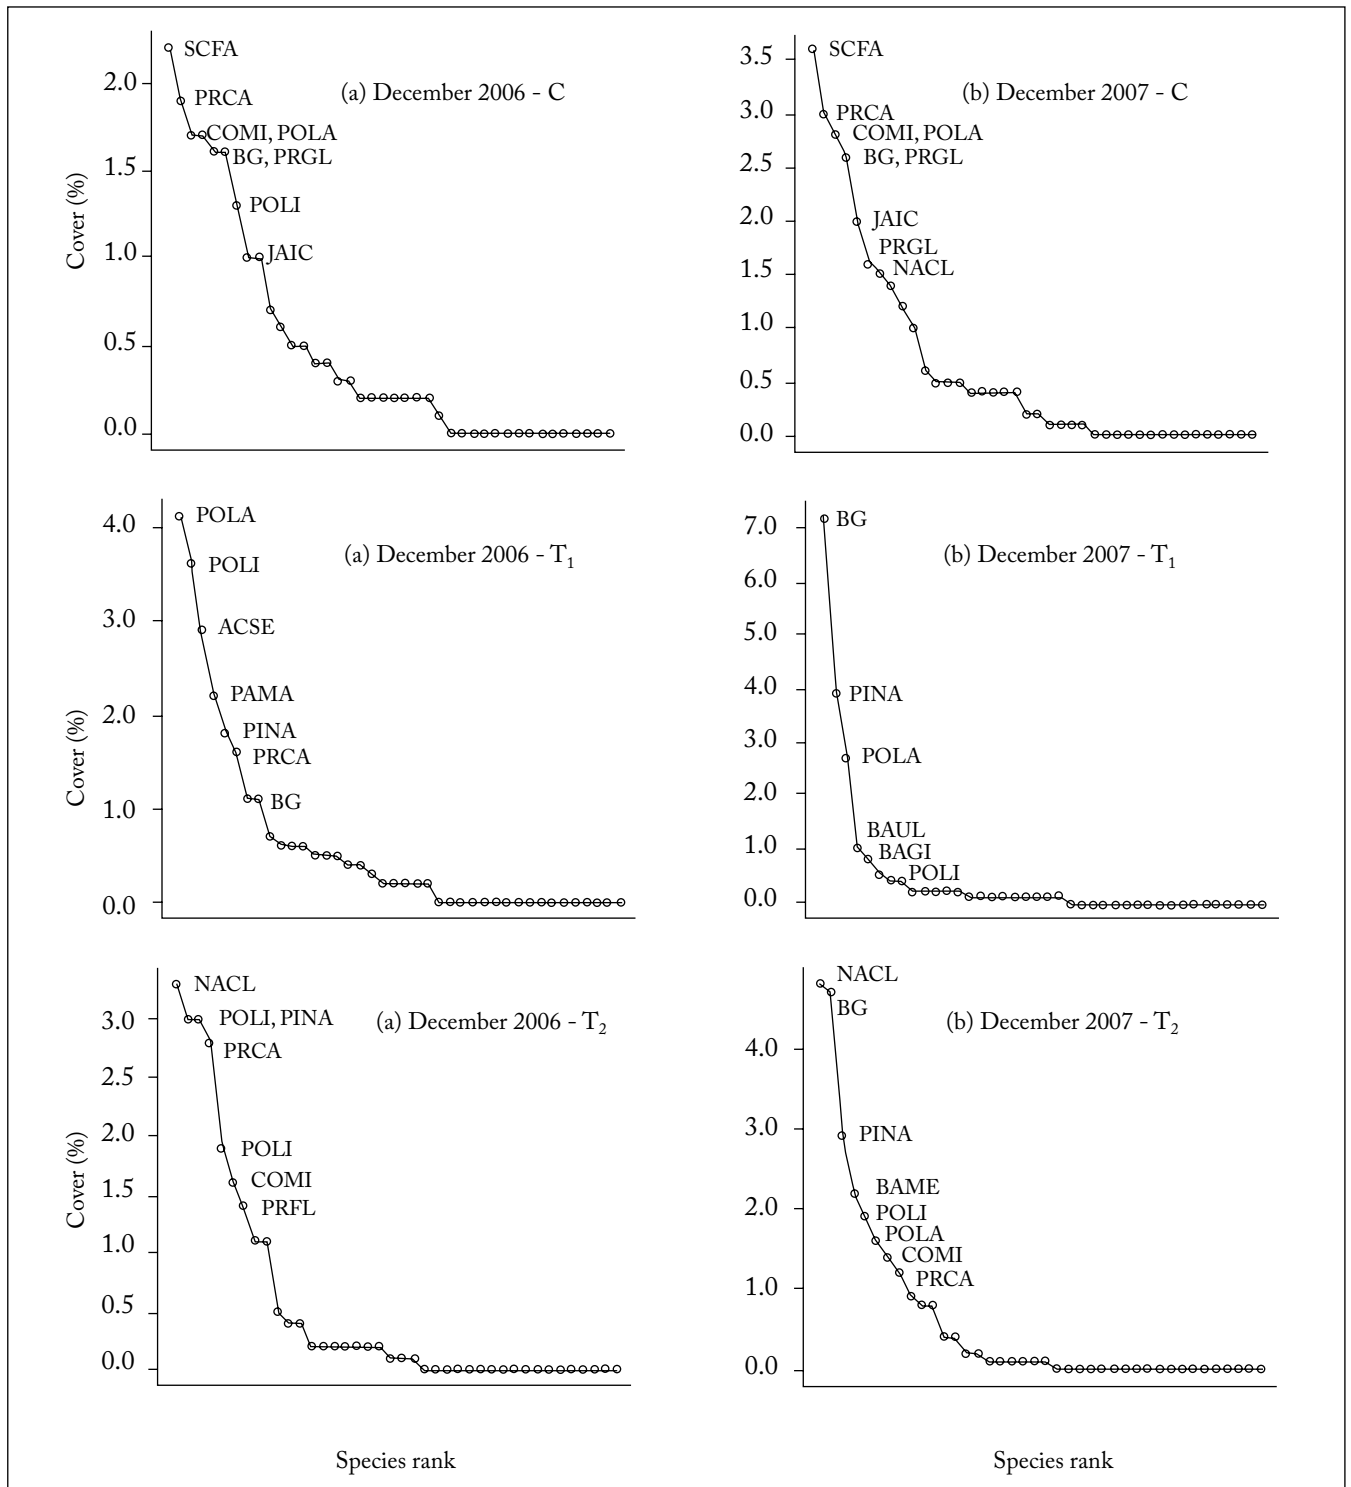 (a) December 2006 - C
Cover (%)
2.0
1.5
1.0
0.5
0.0
SCFA
PRCA
COMI, POLA
BG, PRGL
POLI
JAIC
(b) December 2007 - C
3.5
3.0
2.5
2.0
1.5
1.0
0.5
0.0
SCFA
PRCA
COMI, POLA
BG, PRGL
JAIC
PRGL
NACL
(a) December 2006 - T₁
Cover (%)
4.0
3.0
2.0
1.0
0.0
POLA
POLI
ACSE
PAMA
PINA
PRCA
BG
(b) December 2007 - T₁
7.0
6.0
5.0
4.0
3.0
2.0
1.0
0.0
BG
PINA
POLA
BAUL
BAGI
POLI
(a) December 2006 - T₂
Cover (%)
3.0
2.5
2.0
1.5
1.0
0.5
0.0
NACL
POLI, PINA
PRCA
POLI
COMI
PRFL
(b) December 2007 - T₂
4.0
3.0
2.0
1.0
0.0
NACL
BG
PINA
BAME
POLI
POLA
COMI
PRCA
Species rank
Species rank